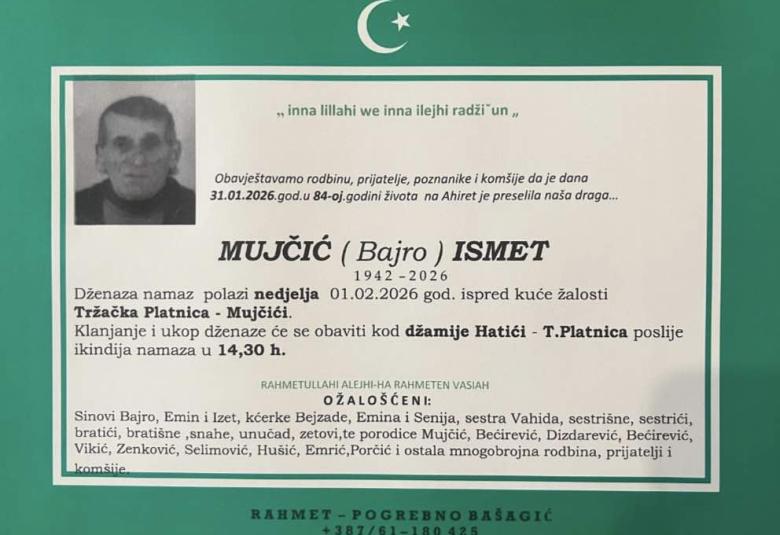 „ inna lillahi we inna ilejhi radži˘un „
Obavještavamo rodbinu, prijatelje, poznanike i komšije da je dana
31.01.2026.god.u 84-oj.godini života na Ahiret je preselila naša draga...
MUJČIĆ ( Bajro ) ISMET
1942 – 2026
Dženaza namaz polazi nedjelja 01.02.2026 god. ispred kuće žalosti
Tržačka Platnica - Mujčići.
Klanjanje i ukop dženaze će se obaviti kod džamije Hatići - T.Platnica poslije
ikindija namaza u 14,30 h.
RAHMETULLAHI ALEJHI-HA RAHMETEN VASIAH
OŽALOŠĆENI:
Sinovi Bajro, Emin i Izet, kćerke Bejzade, Emina i Senija, sestra Vahida, sestrišne, sestrići,
bratići, bratišne ,snahe, unučad, zetovi,te porodice Mujčić, Bećirević, Dizdarević, Bećirević,
Vikić, Zenković, Selimović, Hušić, Emrić,Porčić i ostala mnogobrojna rodbina, prijatelji i
komšije.
RAHMET – POGREBNO BAŠAGIĆ
+387/61–180 425